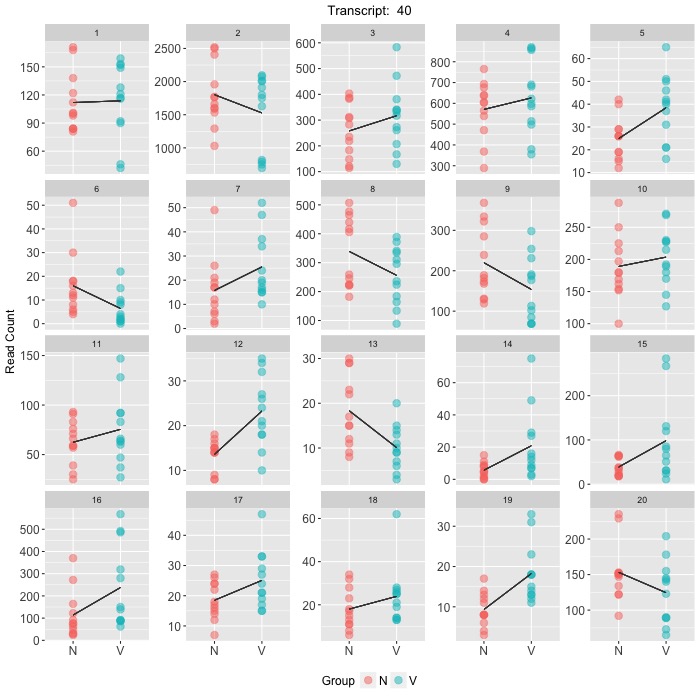 Transcript: 40
1 2 3 4 5
150 120 90 60
2500 2000 1500 1000
600 500 400 300 200 100
800 700 600 500 400 300
60 50 40 30 20 10
6 7 8 9 10
50 40 30 20 10 0
50 40 30 20 10 0
500 400 300 200 100
300 200 100
250 200 150 100
Read Count
11 12 13 14 15
150 100 50
30 20 10
30 20 10
60 40 20 0
200 100 0
16 17 18 19 20
500 400 300 200 100 0
40 30 20 10
60 40 20
30 20 10
200 150 100
N V N V N V N V N V
Group N V